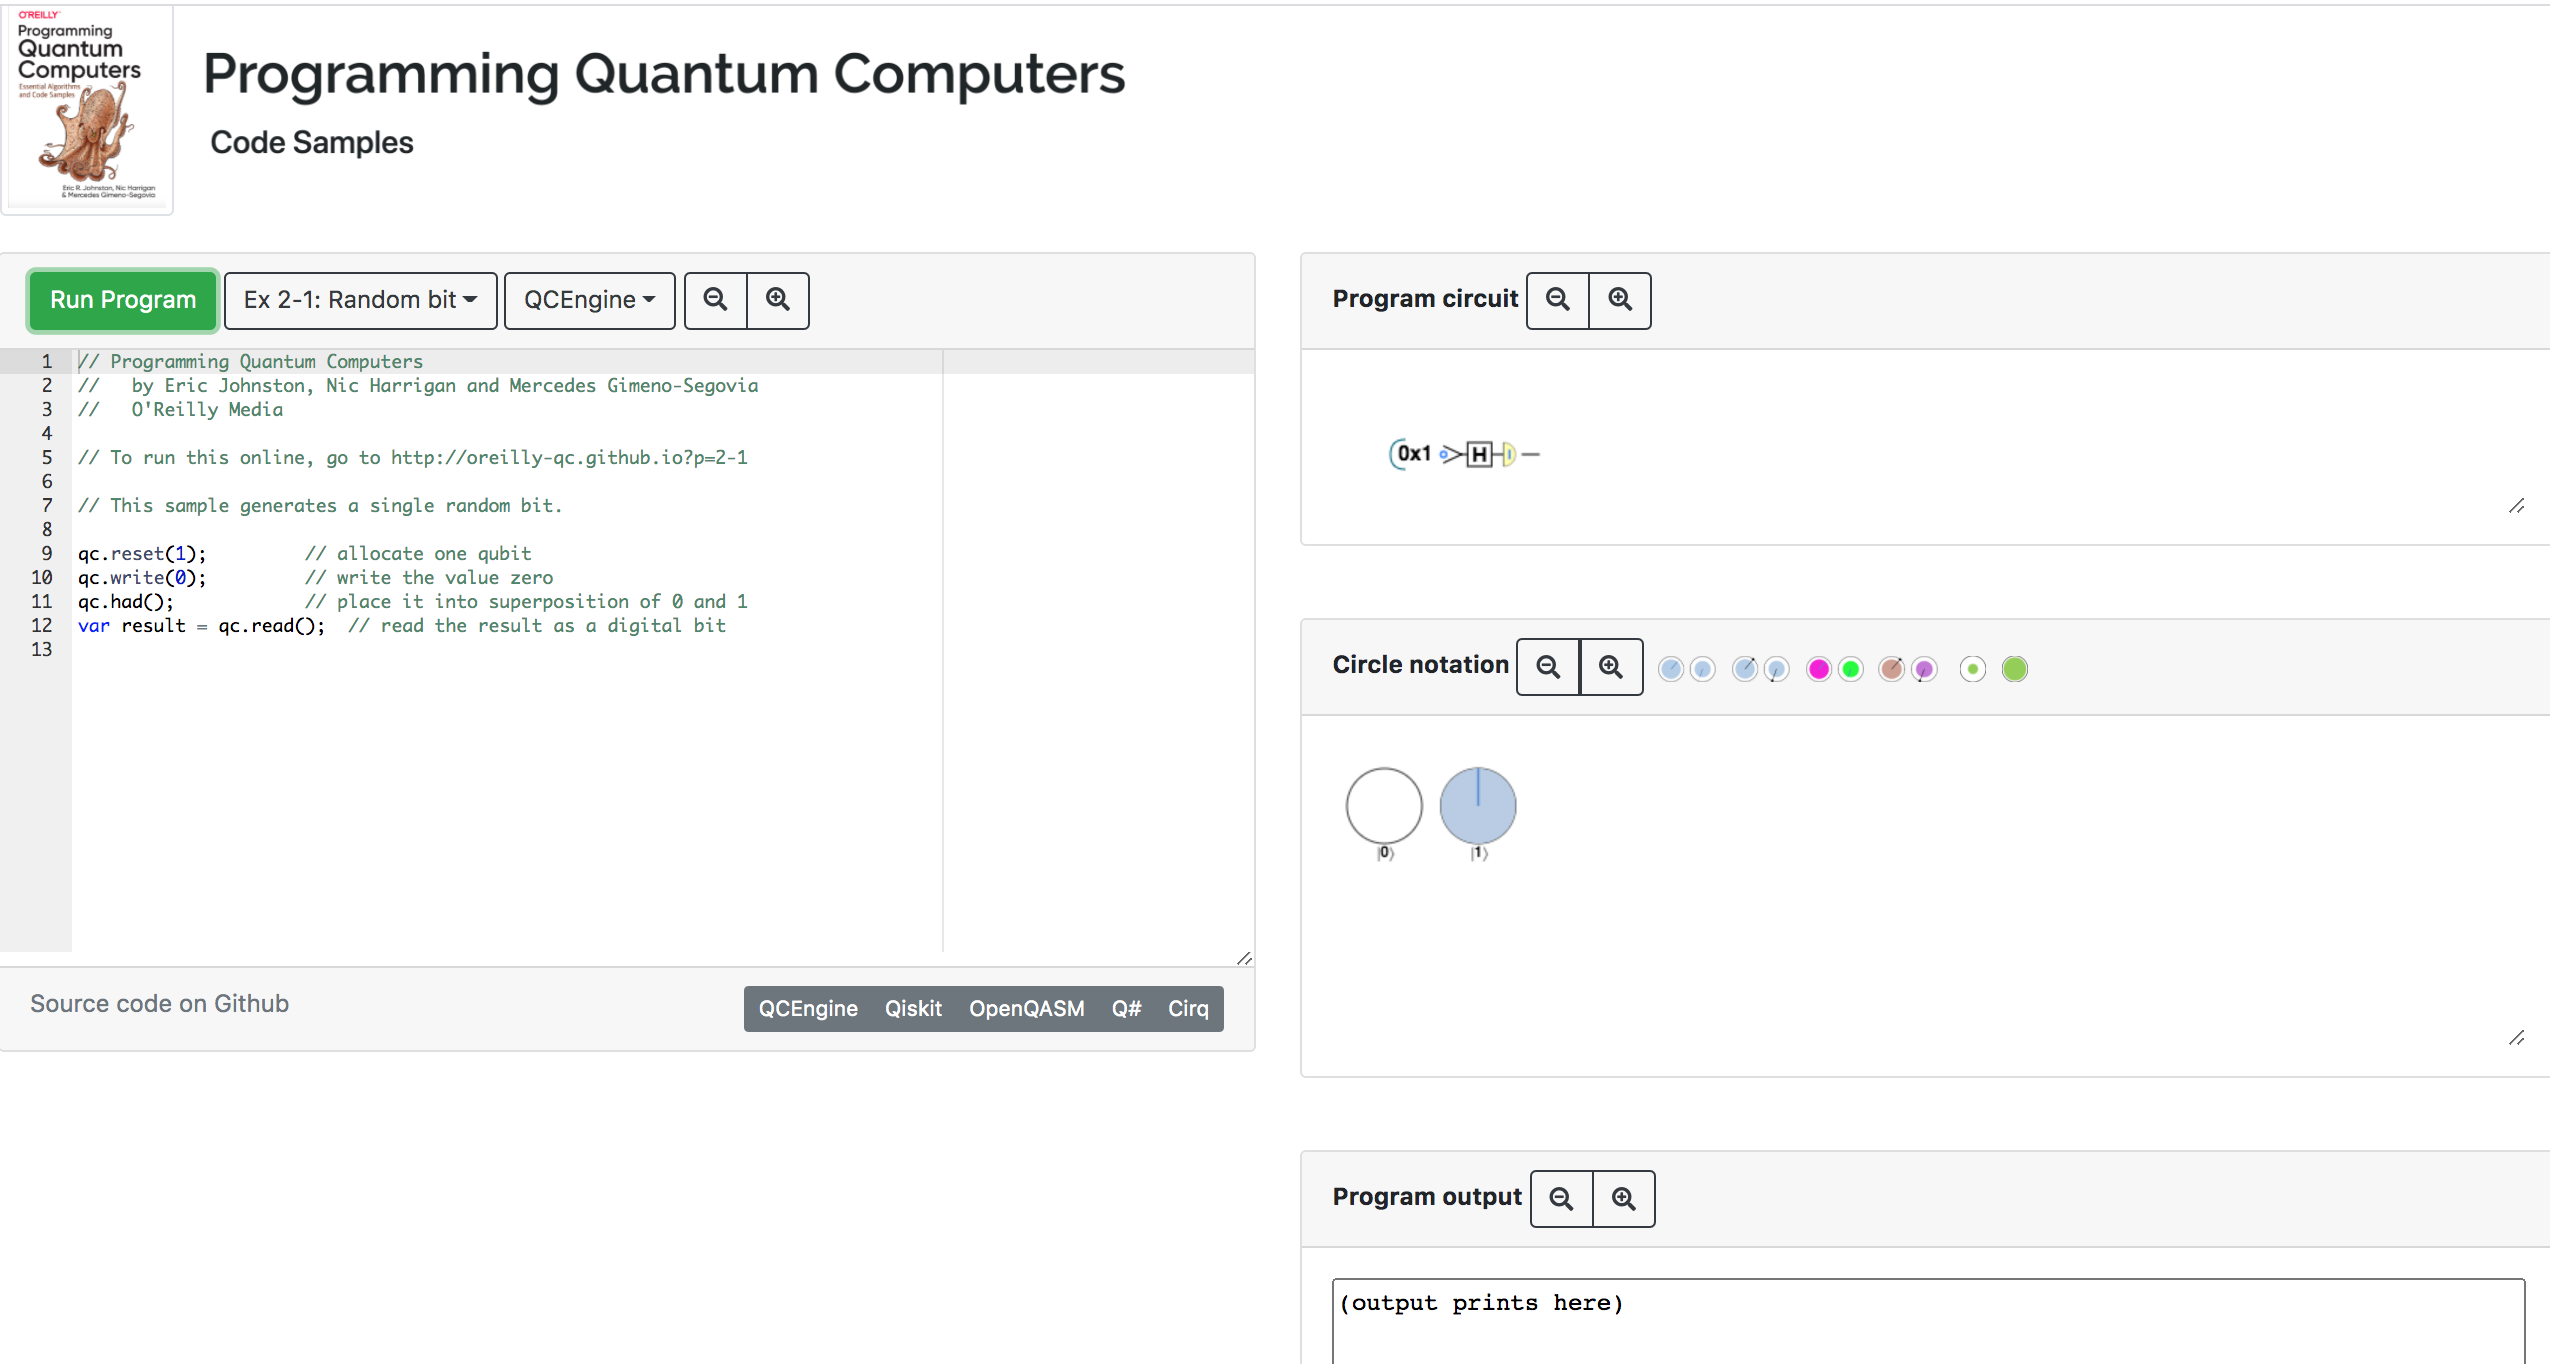 O'REILLY
Programming
Quantum
Computers
Essential Algorithms
and Code Samples
Eric R. Johnston, Nic Harrigan
& Mercedes Gimeno-Segovia
Programming Quantum Computers
Code Samples
Run Program
Ex 2-1: Random bit
QCEngine
1 // Programming Quantum Computers
2 //   by Eric Johnston, Nic Harrigan and Mercedes Gimeno-Segovia
3 //   O'Reilly Media
4
5 // To run this online, go to http://oreilly-qc.github.io?p=2-1
6
7 // This sample generates a single random bit.
8
9 qc.reset(1);         // allocate one qubit
10 qc.write(0);         // write the value zero
11 qc.had();            // place it into superposition of 0 and 1
12 var result = qc.read();  // read the result as a digital bit
13
Source code on Github
QCEngine Qiskit OpenQASM Q# Cirq
Program circuit
0x1 H
Circle notation
|0⟩ |1⟩
Program output
(output prints here)